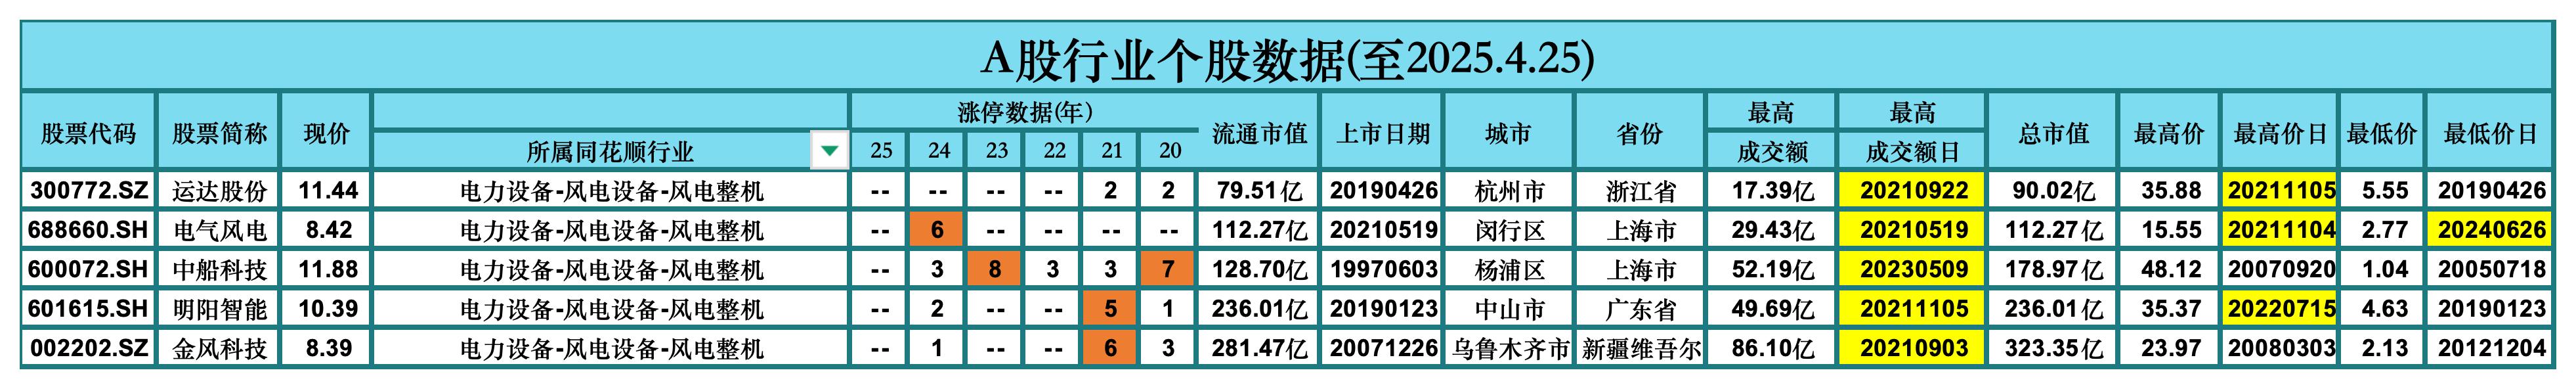 A股行业个股数据(至2025.4.25)
股票代码 股票简称 现价 所属同花顺行业 涨停数据(年) 25 24 23 22 21 20 流通市值 上市日期 城市 省份 最高成交额 最高成交额日 总市值 最高价 最高价日 最低价 最低价日
300772.SZ 运达股份 11.44 电力设备-风电设备-风电整机 -- -- -- -- 2 2 79.51亿 20190426 杭州市 浙江省 17.39亿 20210922 90.02亿 35.88 20211105 5.55 20190426
688660.SH 电气风电 8.42 电力设备-风电设备-风电整机 -- 6 -- -- -- -- 112.27亿 20210519 闵行区 上海市 29.43亿 20210519 112.27亿 15.55 20211104 2.77 20240626
600072.SH 中船科技 11.88 电力设备-风电设备-风电整机 -- 3 8 3 3 7 128.70亿 19970603 杨浦区 上海市 52.19亿 20230509 178.97亿 48.12 20070920 1.04 20050718
601615.SH 明阳智能 10.39 电力设备-风电设备-风电整机 -- 2 -- -- 5 1 236.01亿 20190123 中山市 广东省 49.69亿 20211105 236.01亿 35.37 20220715 4.63 20190123
002202.SZ 金风科技 8.39 电力设备-风电设备-风电整机 -- 1 -- -- 6 3 281.47亿 20071226 乌鲁木齐市 新疆维吾尔 86.10亿 20210903 323.35亿 23.97 20080303 2.13 20121204